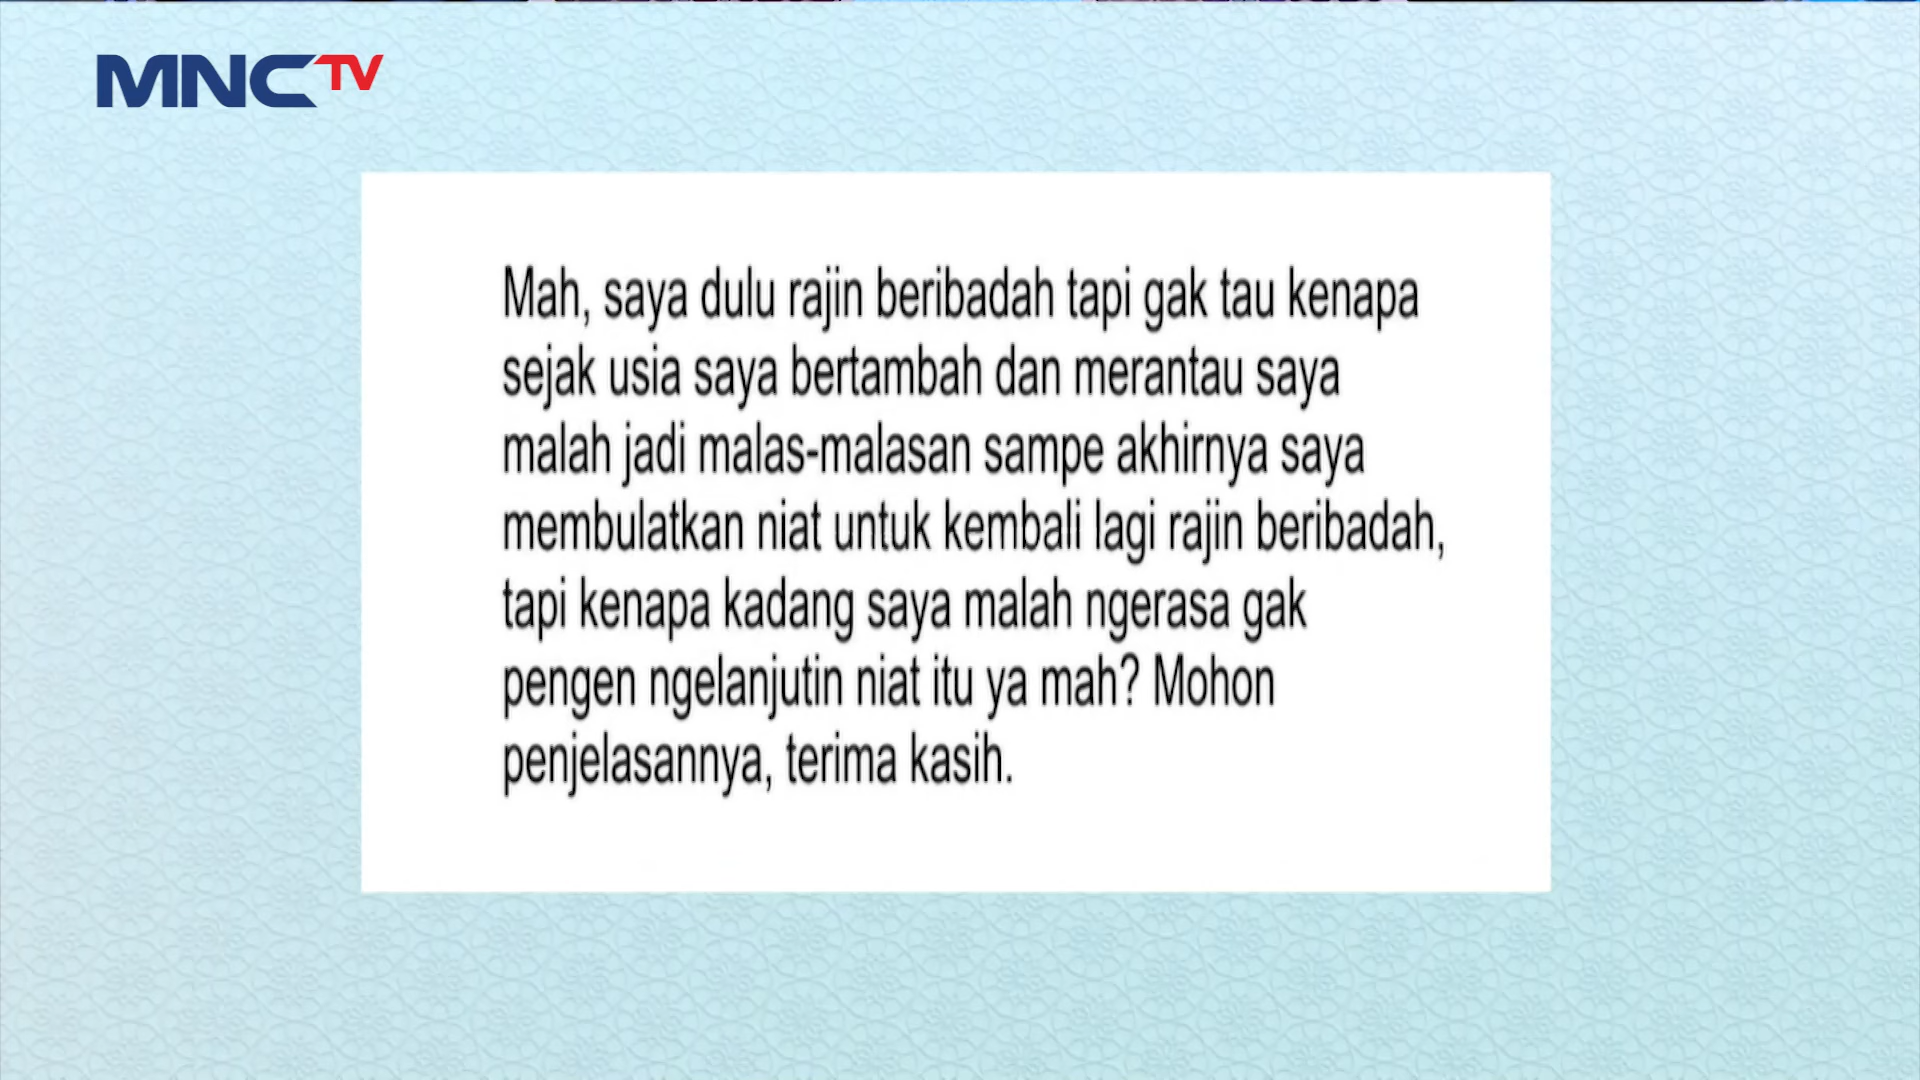 MNCTV
Mah, saya dulu rajin beribadah tapi gak tau kenapa
sejak usia saya bertambah dan merantau saya
malah jadi malas-malasan sampe akhirnya saya
membulatkan niat untuk kembali lagi rajin beribadah,
tapi kenapa kadang saya malah ngerasa gak
pengen ngelanjutin niat itu ya mah? Mohon
penjelasannya, terima kasih.